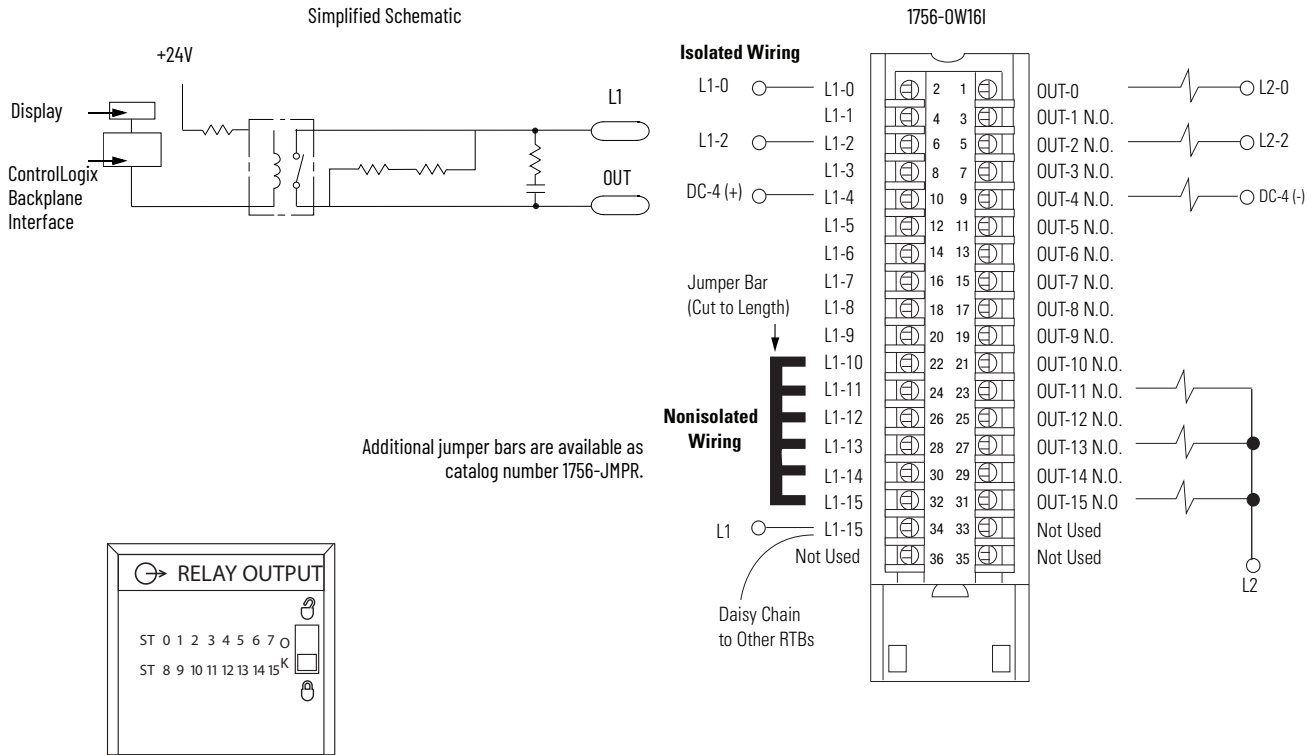 Simplified Schematic
+24V
Display
ControlLogix
Backplane
Interface
L1
OUT
Additional jumper bars are available as
catalog number 1756-JMPR.
RELAY OUTPUT
ST 0 1 2 3 4 5 6 7 O
ST 8 9 10 11 12 13 14 15 K
1756-OW16I
Isolated Wiring
L1-0 L1-0 2 1 OUT-0 L2-0
L1-1 4 3 OUT-1 N.O.
L1-2 L1-2 6 5 OUT-2 N.O. L2-2
L1-3 8 7 OUT-3 N.O.
DC-4 (+) L1-4 10 9 OUT-4 N.O. DC-4 (-)
L1-5 12 11 OUT-5 N.O.
L1-6 14 13 OUT-6 N.O.
L1-7 16 15 OUT-7 N.O.
Jumper Bar
(Cut to Length)
L1-8 18 17 OUT-8 N.O.
L1-9 20 19 OUT-9 N.O.
L1-10 22 21 OUT-10 N.O.
L1-11 24 23 OUT-11 N.O.
Nonisolated
Wiring
L1-12 26 25 OUT-12 N.O.
L1-13 28 27 OUT-13 N.O.
L1-14 30 29 OUT-14 N.O.
L1-15 32 31 OUT-15 N.O
L1 L1-15 34 33 Not Used
Not Used 36 35 Not Used
L2
Daisy Chain
to Other RTBs